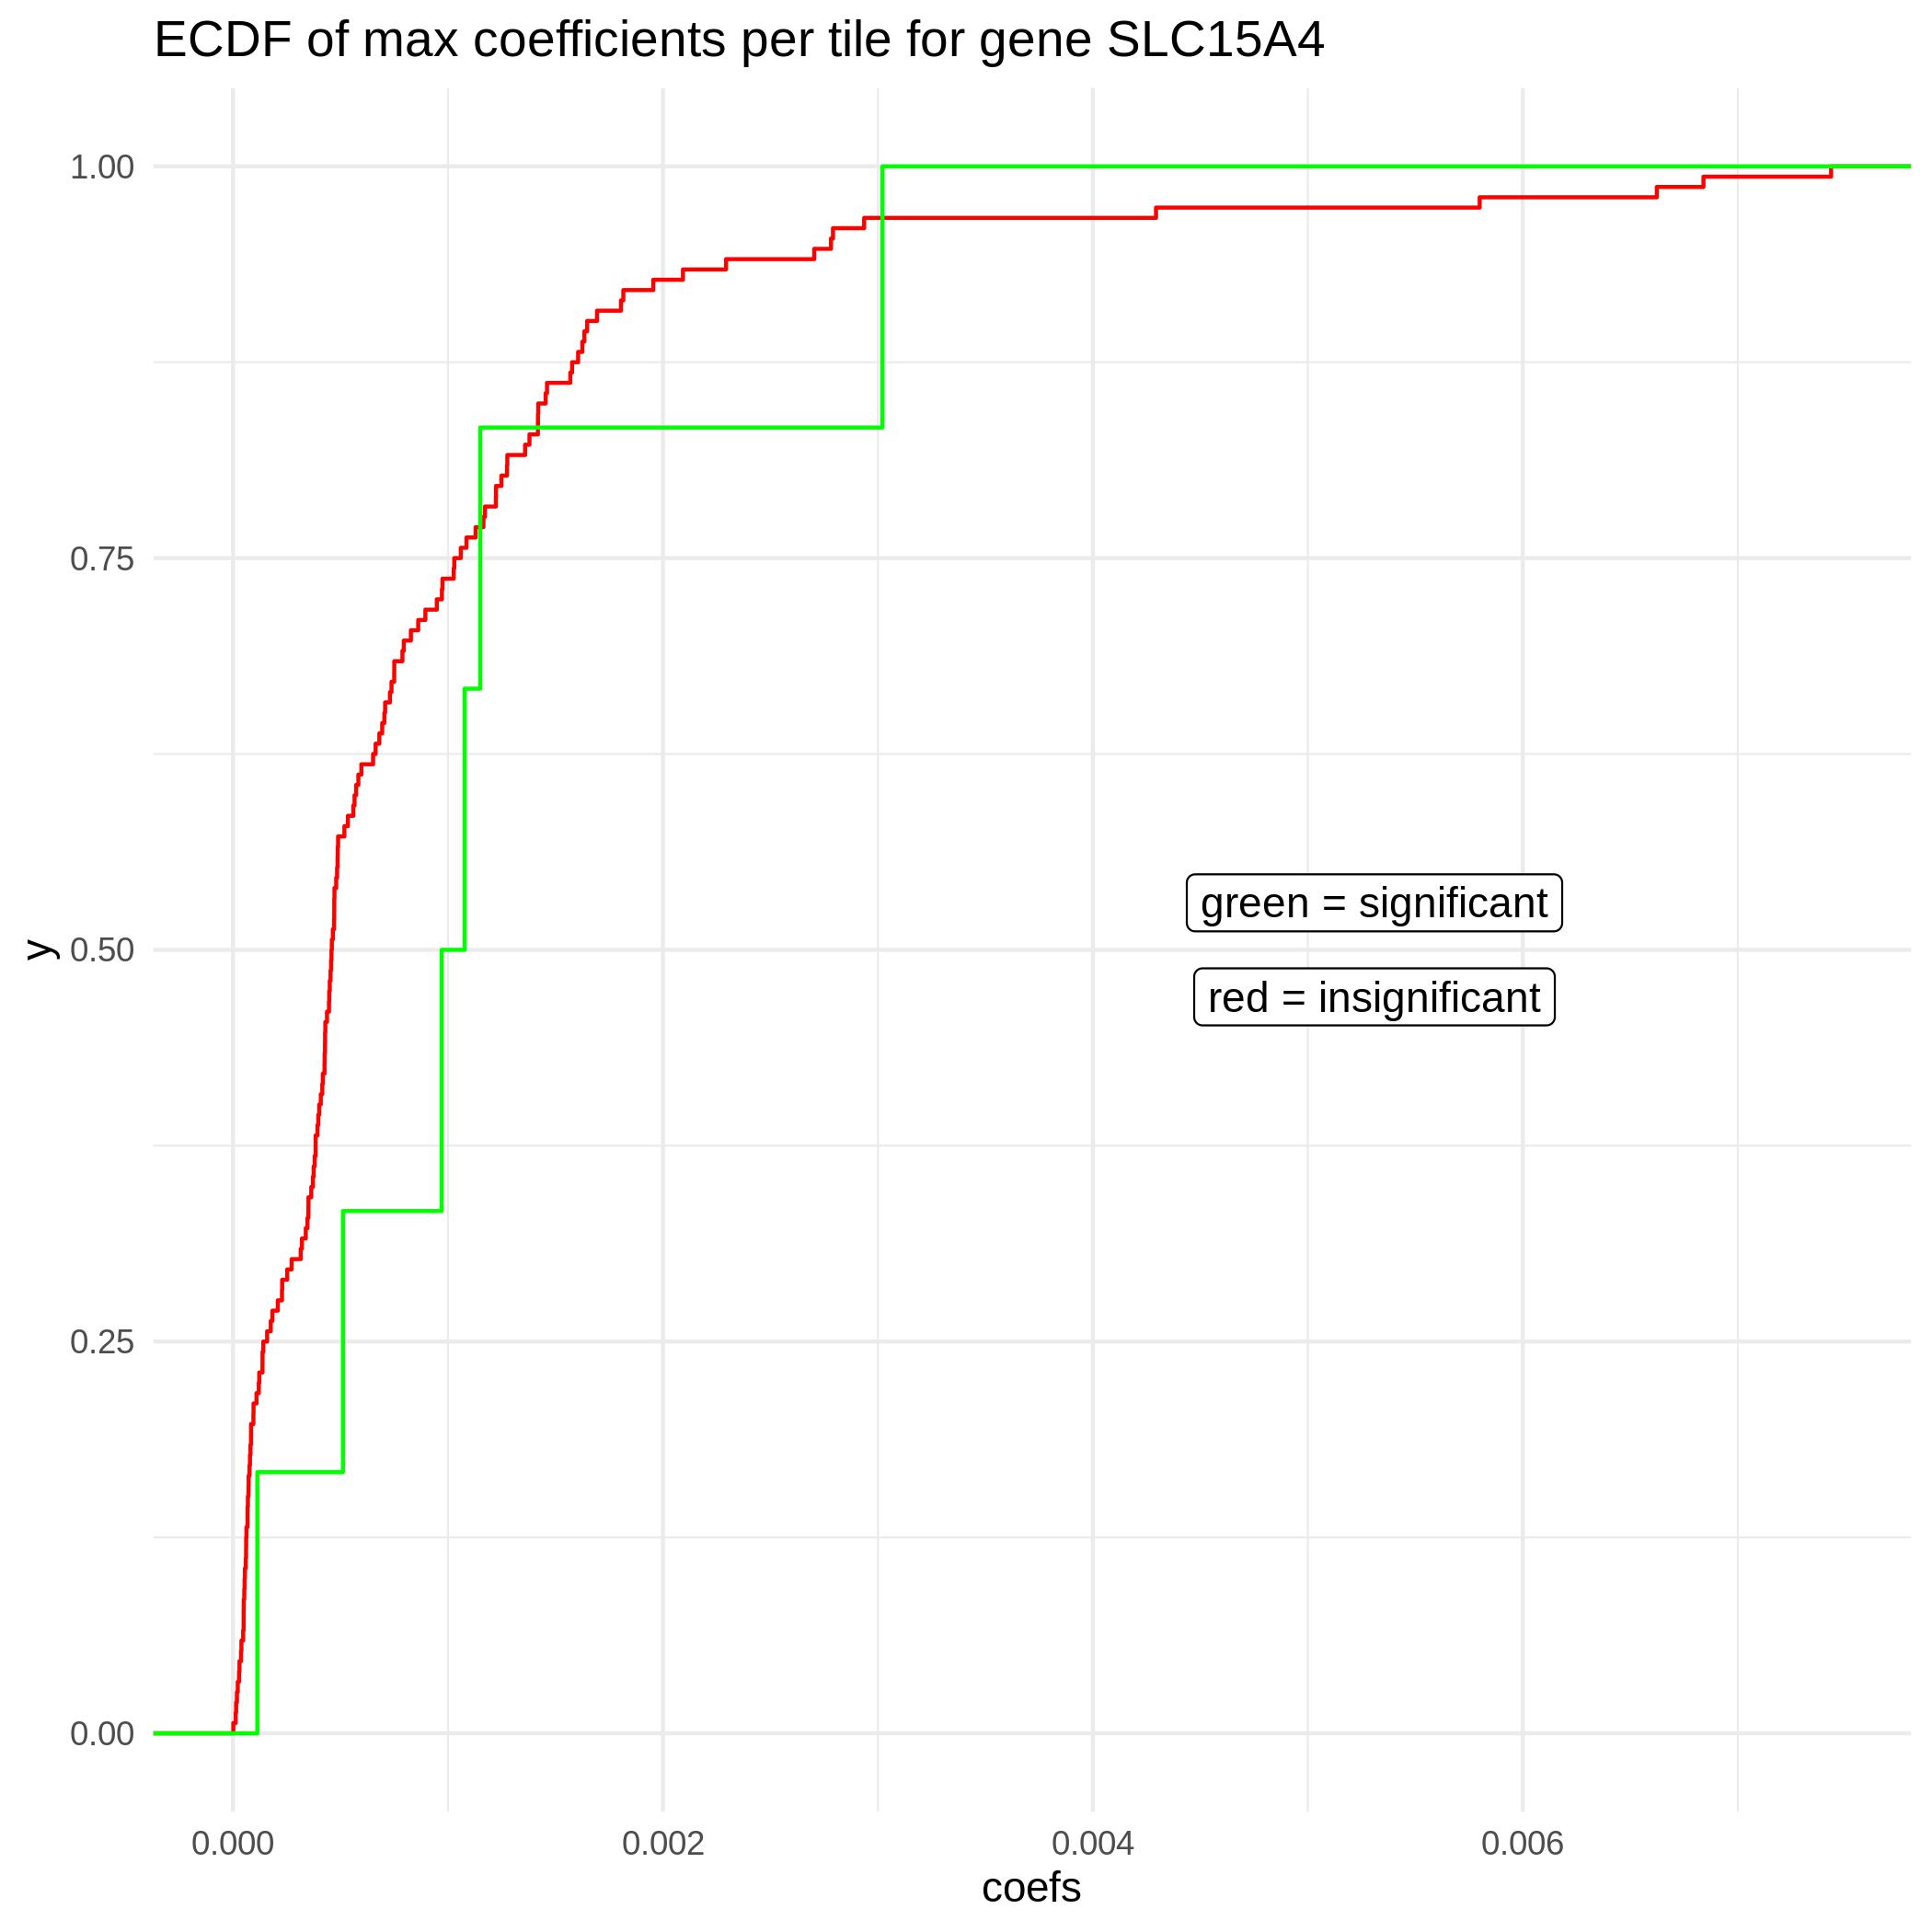 ECDF of max coefficients per tile for gene SLC15A4
1.00
0.75
y
0.50
0.25
0.00
green = significant
red = insignificant
0.000 0.002 0.004 0.006
coefs